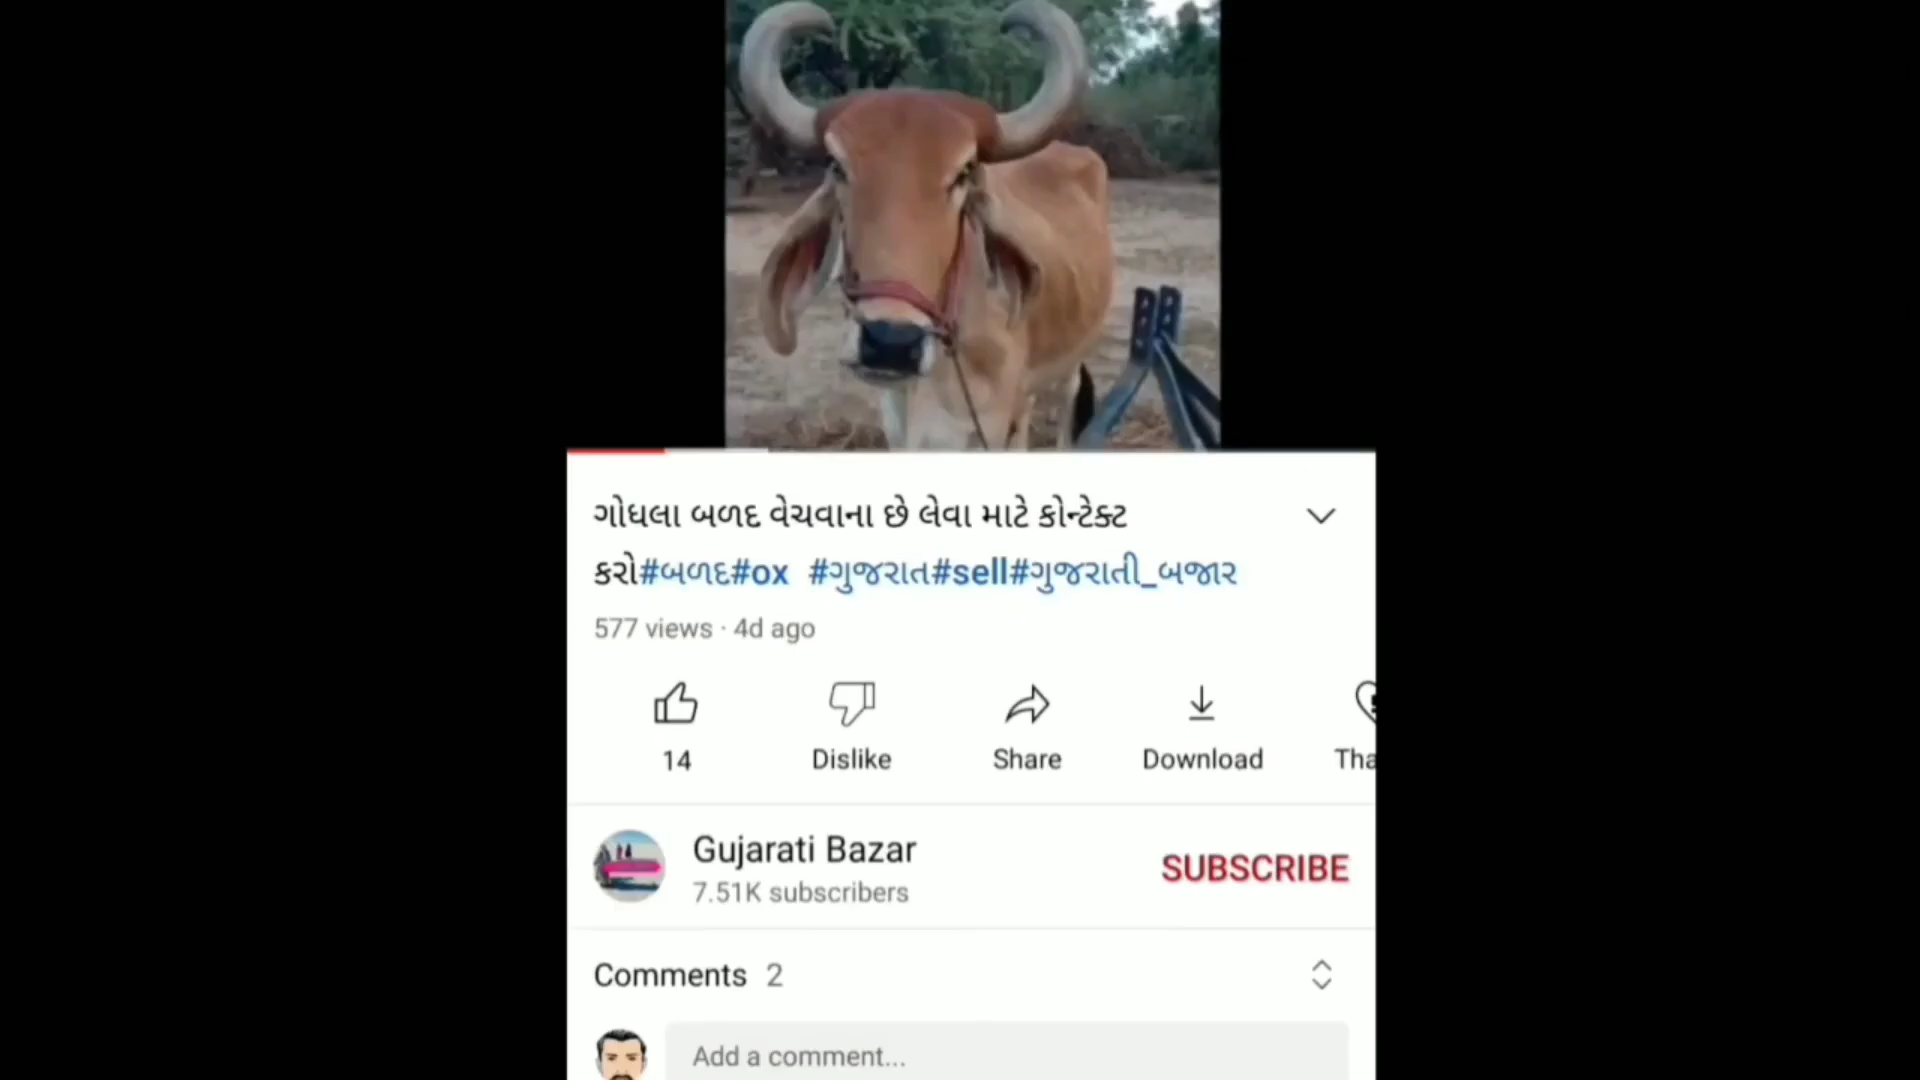 ગોધલા બળદ વેચવાના છે લેવા માટે કોન્ટેક્ટ
કરો#બળદ#ox #ગુજરાત#sell#ગુજરાતી_બજાર
577 views · 4d ago
14
Dislike
Share
Download
Tha
Gujarati Bazar
7.51K subscribers
SUBSCRIBE
Comments 2
Add a comment...